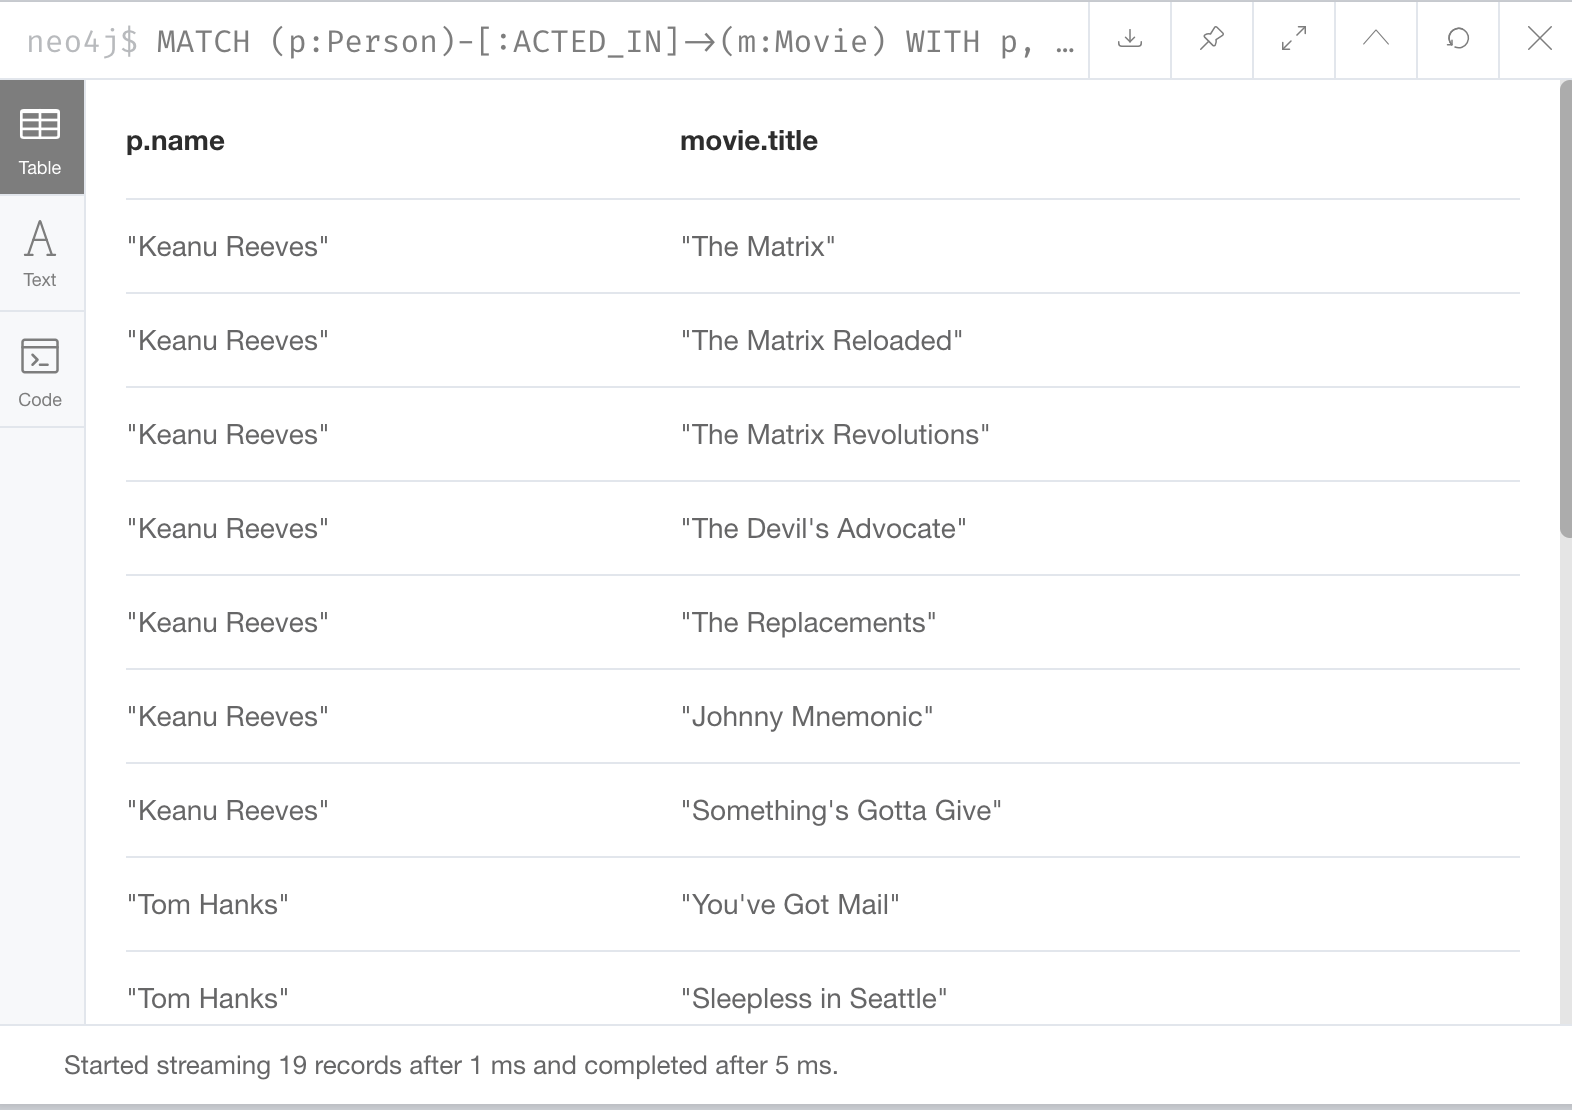 neo4j$ MATCH (p:Person)-[:ACTED_IN]→(m:Movie) WITH p, …
Table
Text
Code
p.name movie.title
"Keanu Reeves" "The Matrix"
"Keanu Reeves" "The Matrix Reloaded"
"Keanu Reeves" "The Matrix Revolutions"
"Keanu Reeves" "The Devil's Advocate"
"Keanu Reeves" "The Replacements"
"Keanu Reeves" "Johnny Mnemonic"
"Keanu Reeves" "Something's Gotta Give"
"Tom Hanks" "You've Got Mail"
"Tom Hanks" "Sleepless in Seattle"
Started streaming 19 records after 1 ms and completed after 5 ms.